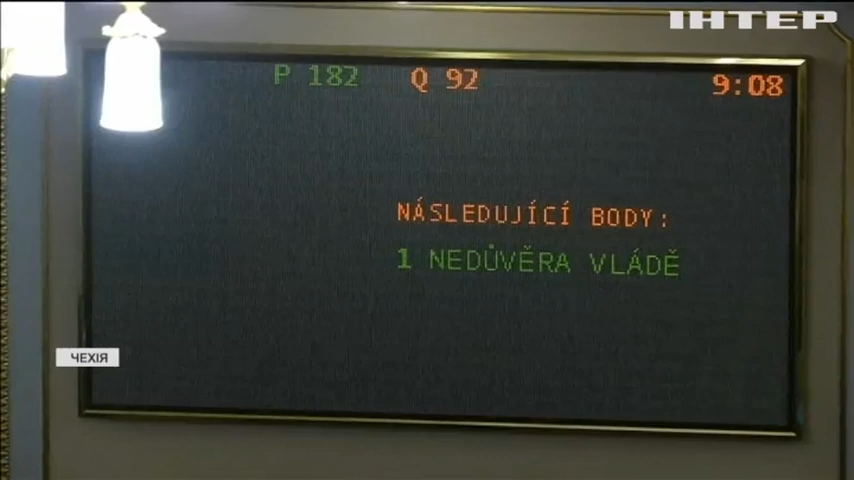 ІНТЕР
P 182 Q 92 9:08
NÁSLEDUJÍCÍ BODY:
1 NEDŮVĚRA VLÁDĚ
ЧЕХІЯ